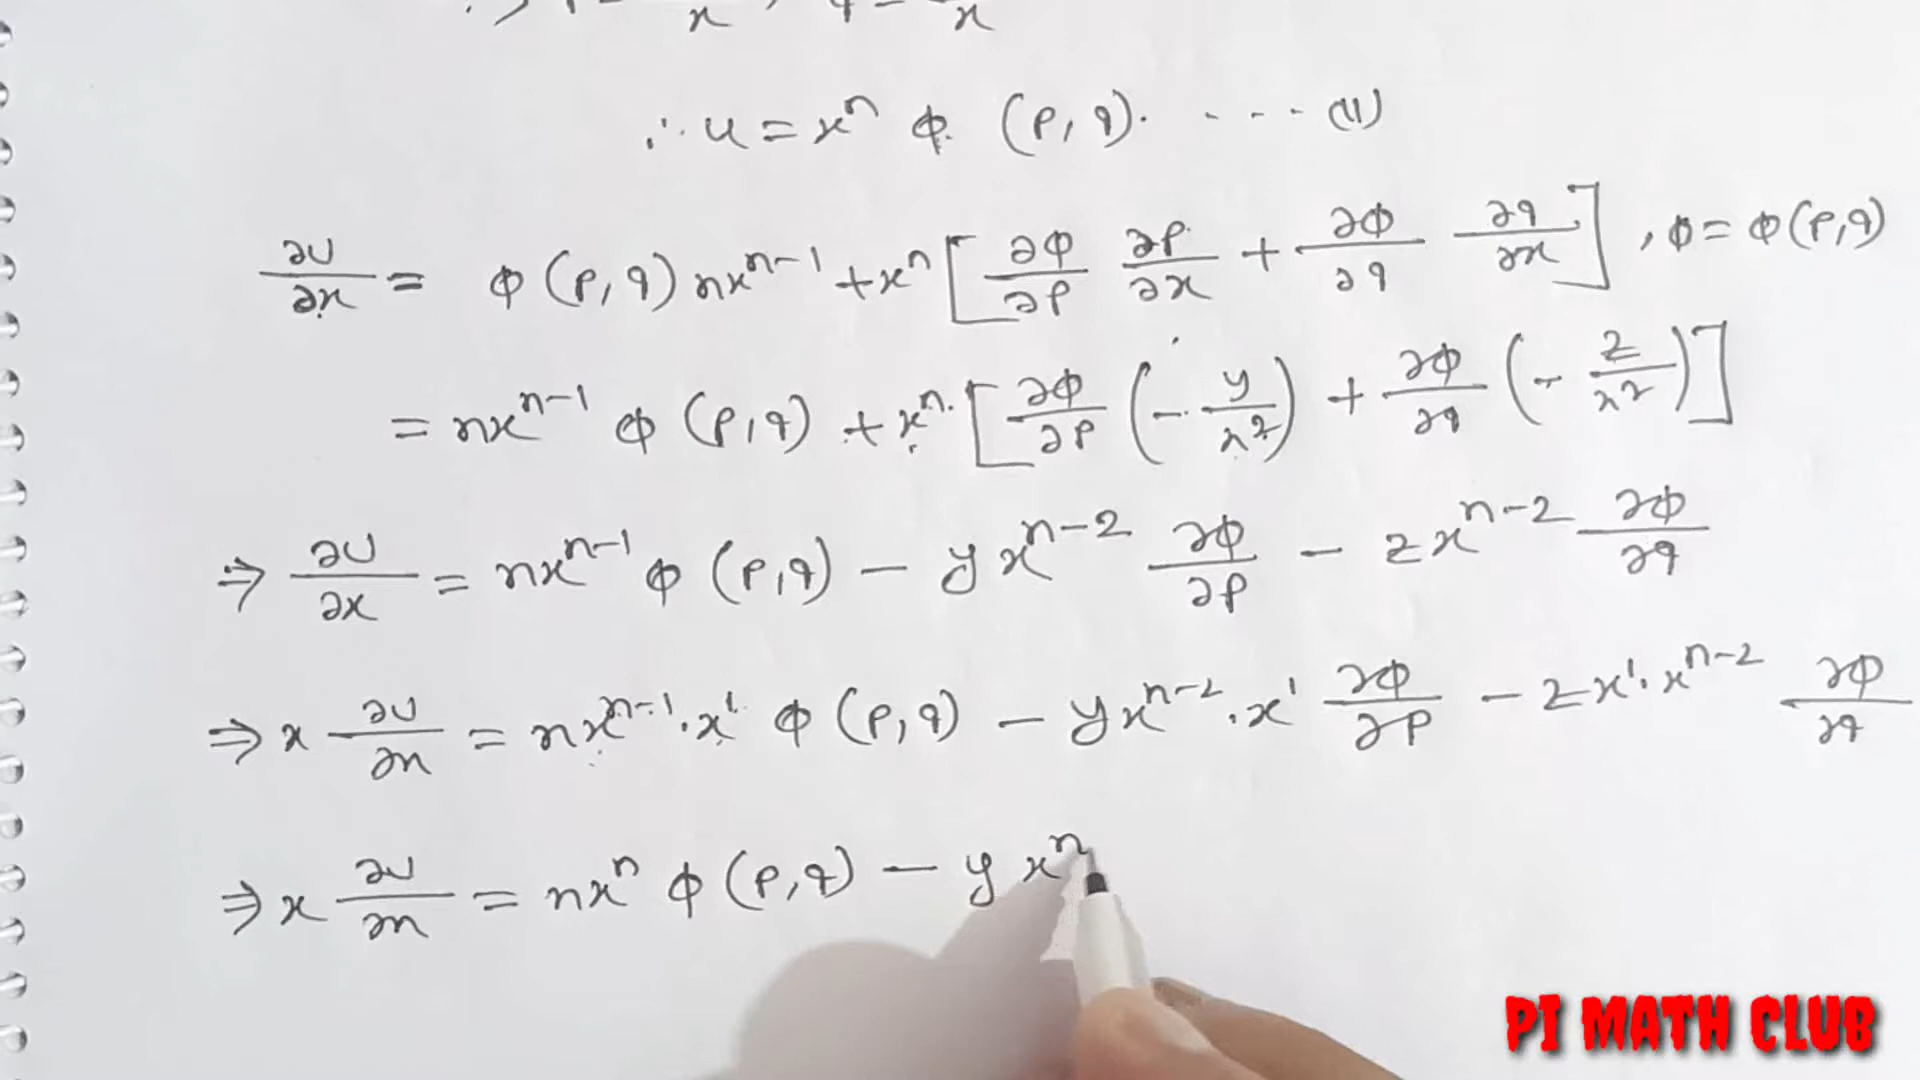 ∴ u = xⁿ φ (p, q). .... (ii)
∂u/∂x = φ (p, q) nxⁿ⁻¹ + xⁿ [∂φ/∂p ∂p/∂x + ∂φ/∂q ∂q/∂x], φ = φ(p, q)
= nxⁿ⁻¹ φ (p, q) + xⁿ. [∂φ/∂p (- y/x²) + ∂φ/∂q (- z/x²)]
⇒ ∂u/∂x = nxⁿ⁻¹ φ (p, q) − y xⁿ⁻² ∂φ/∂p − z xⁿ⁻² ∂φ/∂q
⇒ x ∂u/∂x = nxⁿ⁻¹ · x¹ φ (p, q) − y xⁿ⁻² · x¹ ∂φ/∂p − z x¹ · xⁿ⁻² ∂φ/∂q
⇒ x ∂u/∂x = nxⁿ φ (p, q) − y xⁿ
PI MATH CLUB